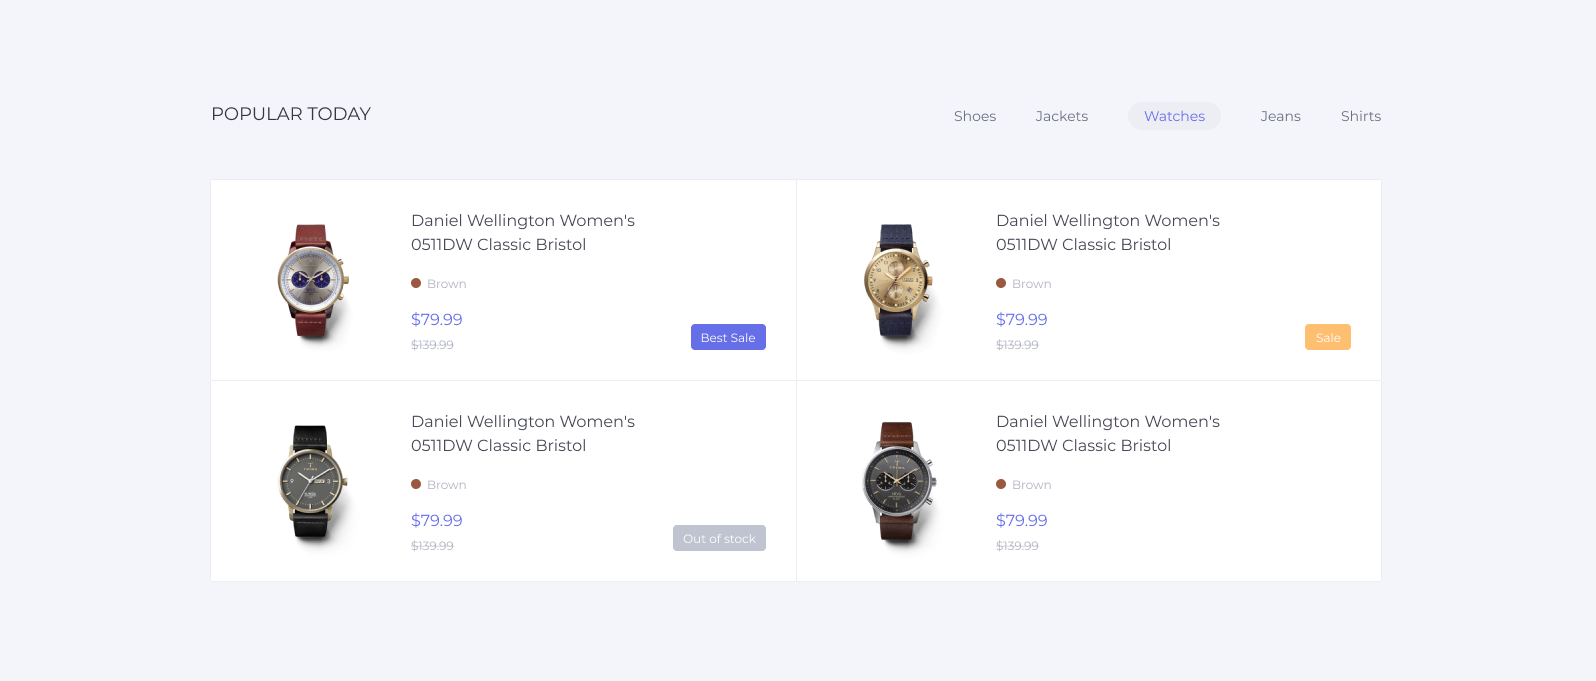 POPULAR TODAY
Shoes Jackets Watches Jeans Shirts
Daniel Wellington Women's
0511DW Classic Bristol
Brown
$79.99
$139.99
Best Sale
Daniel Wellington Women's
0511DW Classic Bristol
Brown
$79.99
$139.99
Sale
Daniel Wellington Women's
0511DW Classic Bristol
Brown
$79.99
$139.99
Out of stock
Daniel Wellington Women's
0511DW Classic Bristol
Brown
$79.99
$139.99